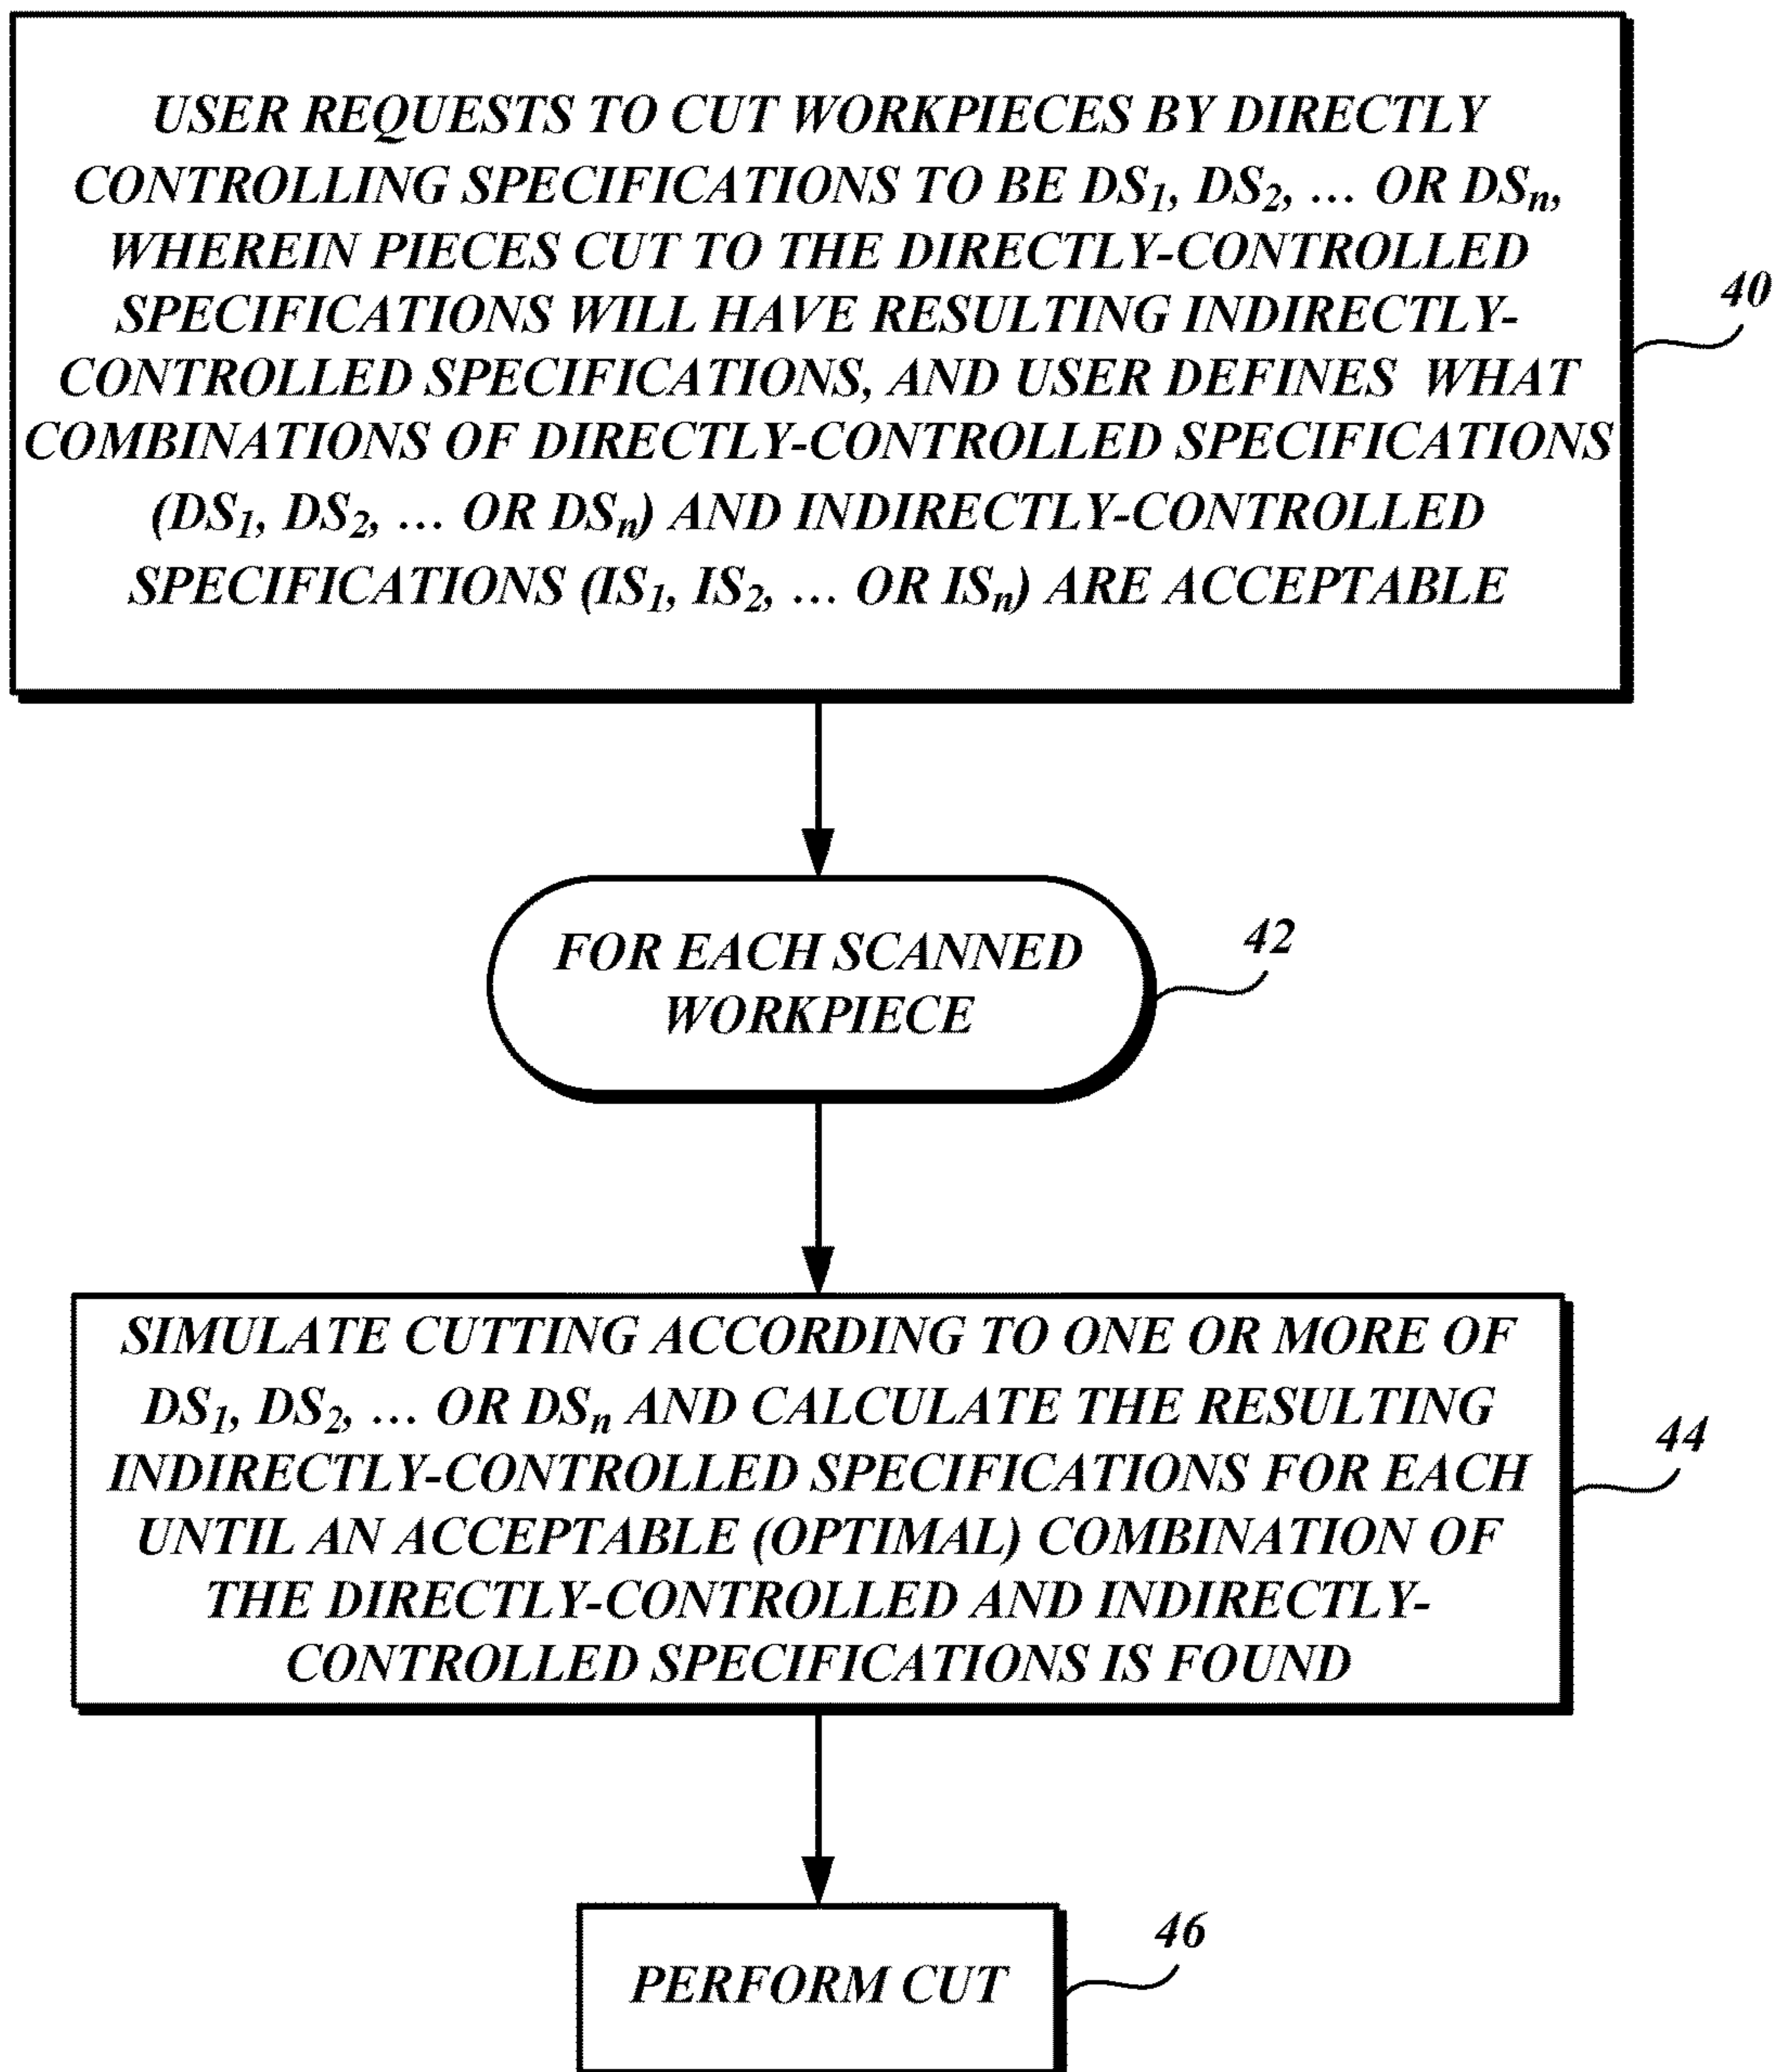 USER REQUESTS TO CUT WORKPIECES BY DIRECTLY
CONTROLLING SPECIFICATIONS TO BE DS₁, DS₂, … OR DSₙ,
WHEREIN PIECES CUT TO THE DIRECTLY-CONTROLLED
SPECIFICATIONS WILL HAVE RESULTING INDIRECTLY-
CONTROLLED SPECIFICATIONS, AND USER DEFINES WHAT
COMBINATIONS OF DIRECTLY-CONTROLLED SPECIFICATIONS
(DS₁, DS₂, … OR DSₙ) AND INDIRECTLY-CONTROLLED
SPECIFICATIONS (IS₁, IS₂, … OR ISₙ) ARE ACCEPTABLE
40
FOR EACH SCANNED
WORKPIECE
42
SIMULATE CUTTING ACCORDING TO ONE OR MORE OF
DS₁, DS₂, … OR DSₙ AND CALCULATE THE RESULTING
INDIRECTLY-CONTROLLED SPECIFICATIONS FOR EACH
UNTIL AN ACCEPTABLE (OPTIMAL) COMBINATION OF
THE DIRECTLY-CONTROLLED AND INDIRECTLY-
CONTROLLED SPECIFICATIONS IS FOUND
44
PERFORM CUT
46